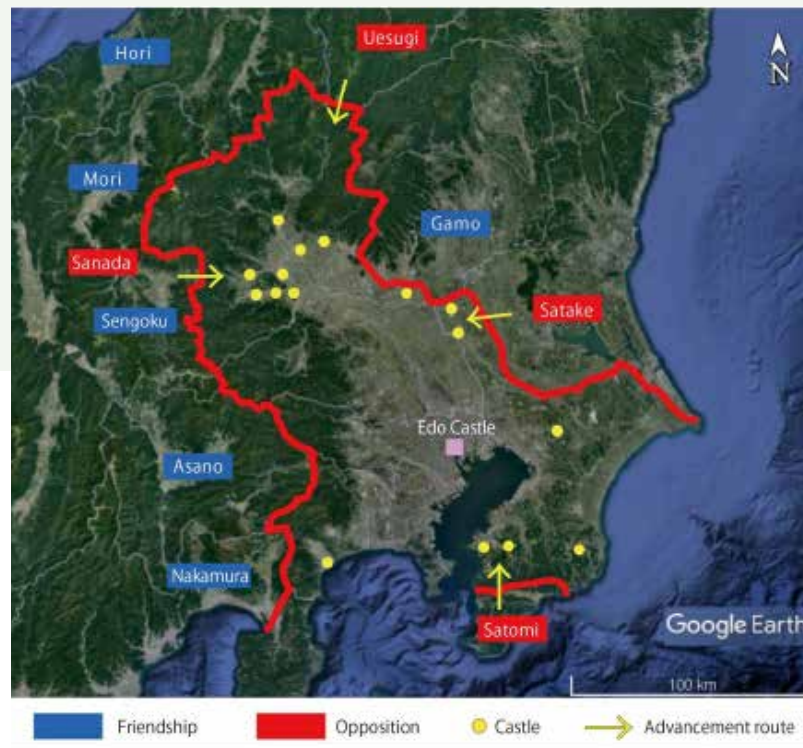 Uesugi
Hori
N
Mori
Gamo
Sanada
Sengoku
Satake
Edo Castle
Asano
Nakamura
Satomi
Google Earth
100 km
Friendship
Opposition
Castle
Advancement route